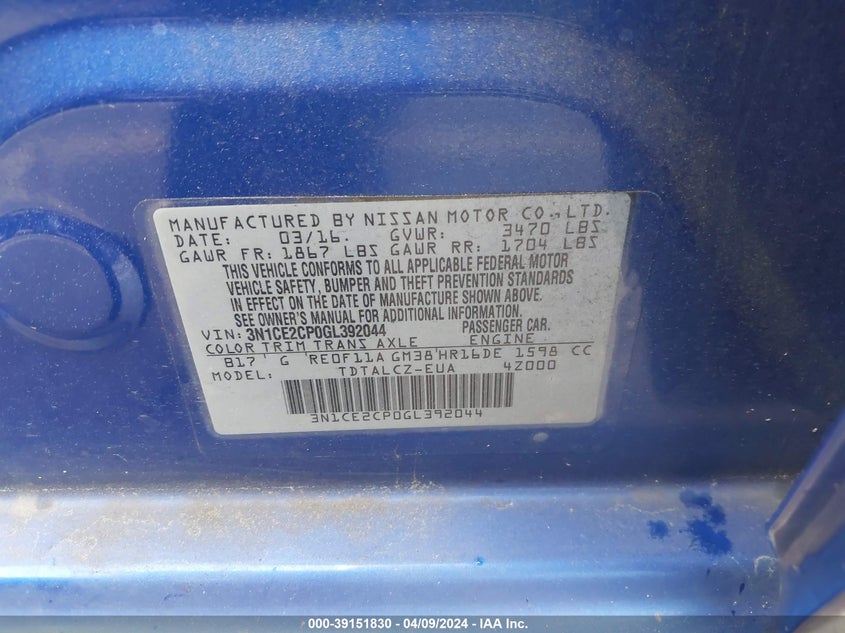 MANUFACTURED BY NISSAN MOTOR CO., LTD.
DATE: 03/16. GVWR: 3470 LBS
GAWR FR: 1867 LBS GAWR RR: 1704 LBS
THIS VEHICLE CONFORMS TO ALL APPLICABLE FEDERAL MOTOR
VEHICLE SAFETY, BUMPER AND THEFT PREVENTION STANDARDS
IN EFFECT ON THE DATE OF MANUFACTURE SHOWN ABOVE.
SEE OWNER'S MANUAL FOR ADDITIONAL INFORMATION.
VIN: 3N1CE2CP0GL392044 PASSENGER CAR.
COLOR TRIM TRANS AXLE ENGINE
B17' G 'RE0F11A GM38'HR16DE 1598 CC
MODEL: TDTALCZ-EUA 4Z000
3N1CE2CP0GL392044
000-39151830 - 04/09/2024 - IAA Inc.